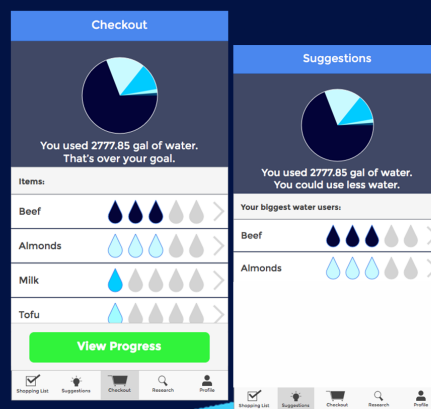 Checkout
You used 2777.85 gal of water.
That's over your goal.
Items:
Beef
Almonds
Milk
Tofu
View Progress
Shopping List Suggestions Checkout Research Profile
Suggestions
You used 2777.85 gal of water.
You could use less water.
Your biggest water users:
Beef
Almonds
Shopping List Suggestions Checkout Research Profile